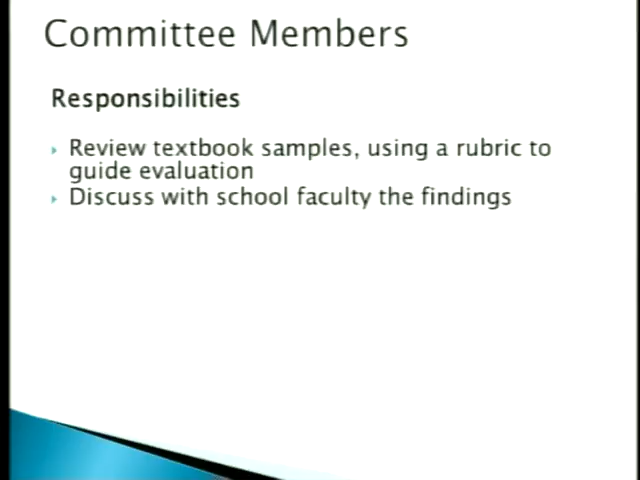 Committee Members
Responsibilities
Review textbook samples, using a rubric to
guide evaluation
Discuss with school faculty the findings